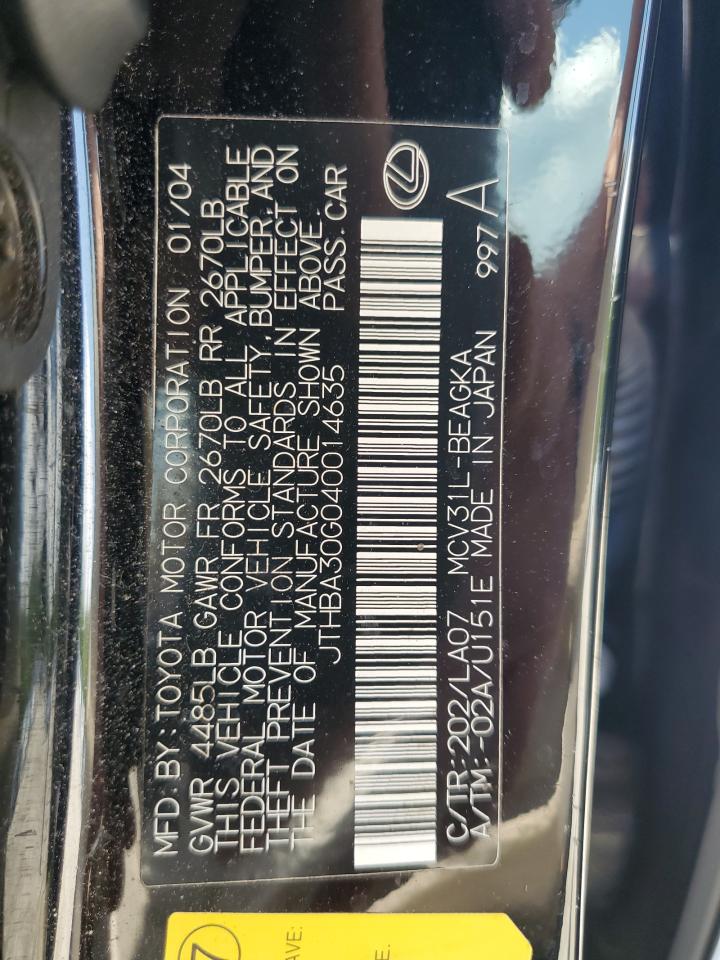 MFD.BY:TOYOTA MOTOR CORPORATION 01/04
GVWR 4485LB GAWR FR 2670LB RR 2670LB
THIS VEHICLE CONFORMS TO ALL APPLICABLE
FEDERAL MOTOR VEHICLE SAFETY,BUMPER,AND
THEFT PREVENTION STANDARDS IN EFFECT ON
THE DATE OF MANUFACTURE SHOWN ABOVE.
JTHBA30G040014635 PASS.CAR
C/TR:202/LA07 MCV31L-BEAGKA
A/TM:-02A/U151E MADE IN JAPAN 997 A
7
AVE:
E.